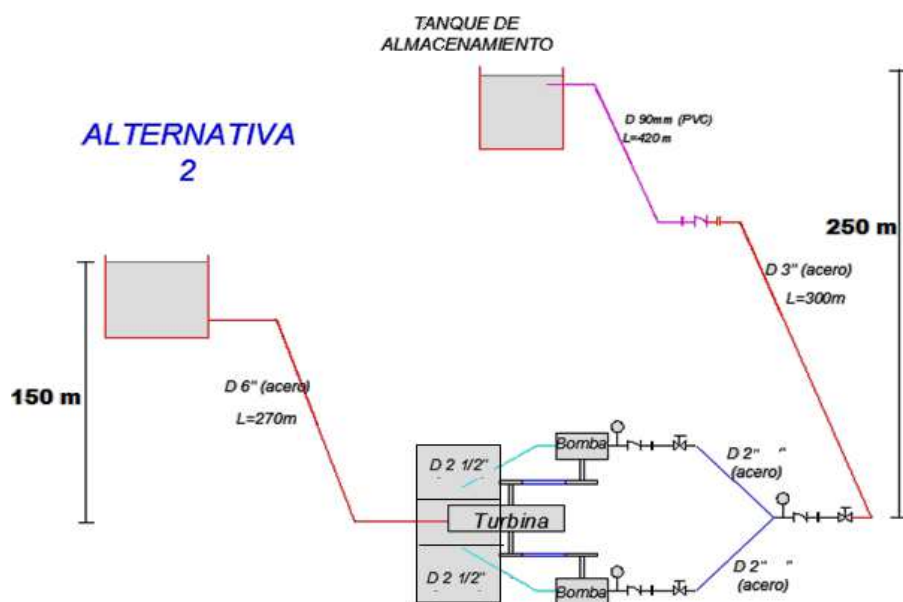 TANQUE DE
ALMACENAMIENTO
ALTERNATIVA
2
D 90mm (PVC)
L=420 m
250 m
D 3" (acero)
L=300m
150 m
D 6" (acero)
L=270m
D 2 1/2"
Bomba
D 2" "
(acero)
Turbina
D 2 1/2"
Bomba
D 2" "
(acero)